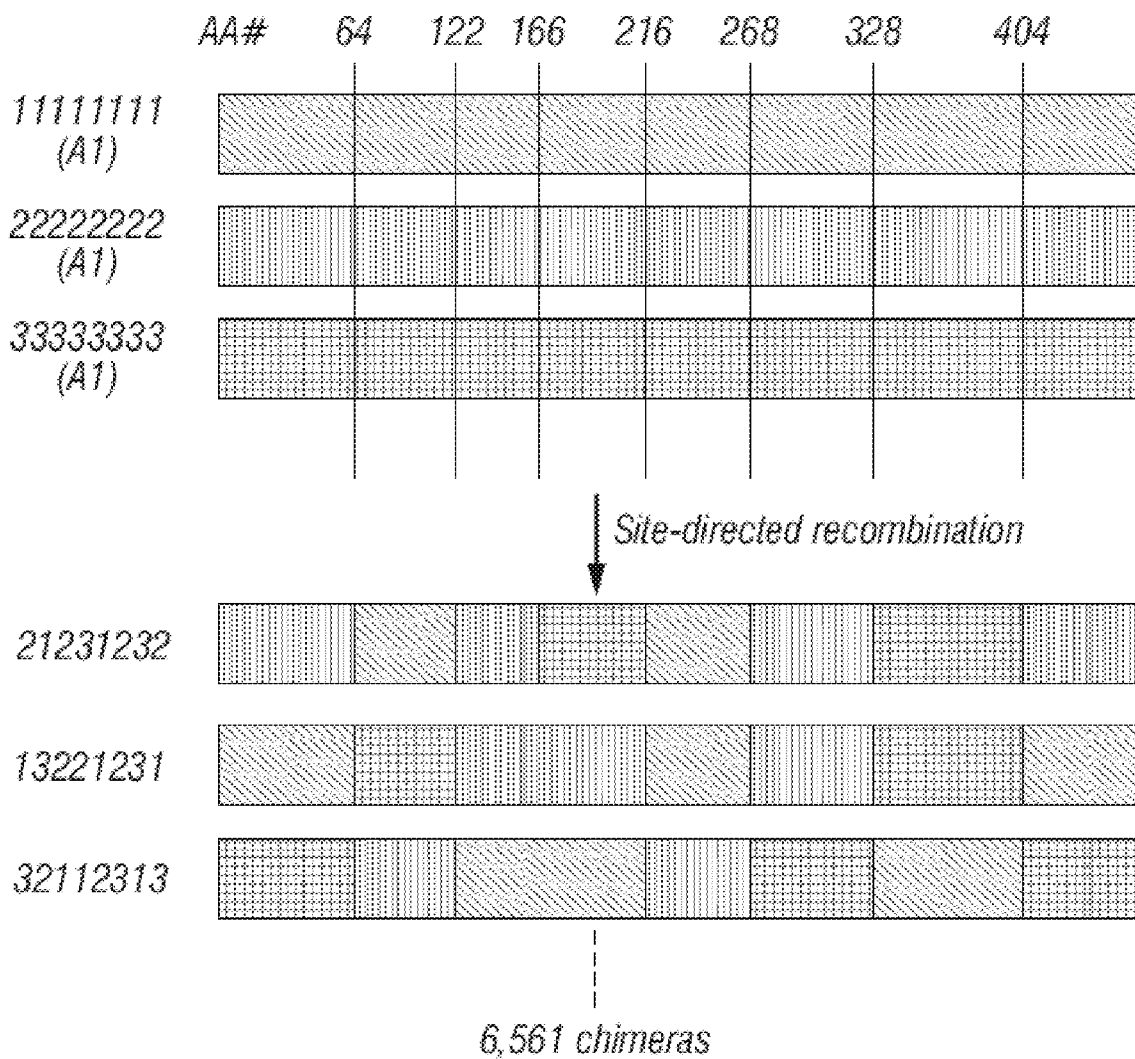 AA# 64 122 166 216 268 328 404
11111111
(A1)
22222222
(A1)
33333333
(A1)
Site-directed recombination
21231232
13221231
32112313
6,561 chimeras